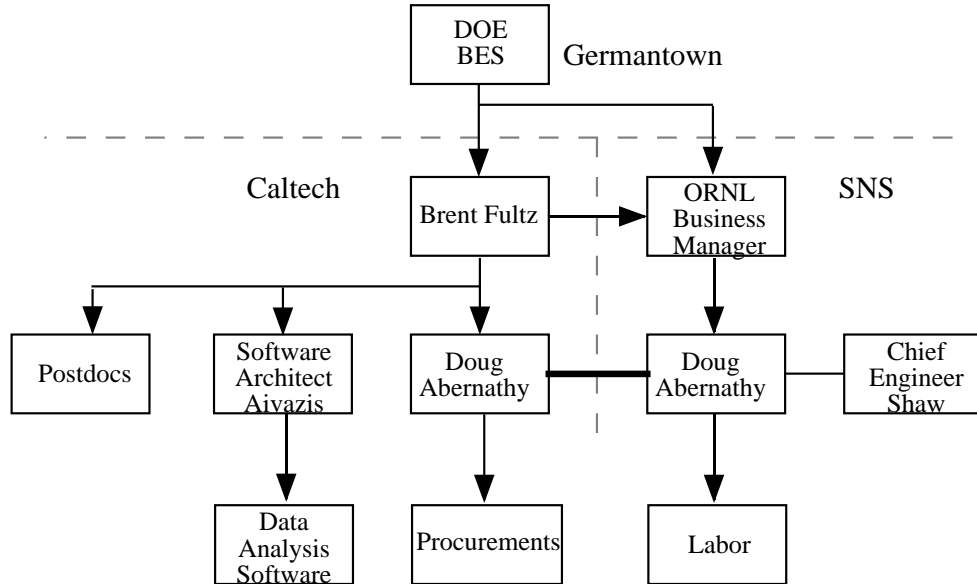 DOE
BES
Germantown
Caltech
SNS
Brent Fultz
ORNL
Business
Manager
Postdocs
Software
Architect
Aivazis
Doug
Abernathy
Doug
Abernathy
Chief
Engineer
Shaw
Data
Analysis
Software
Procurements
Labor